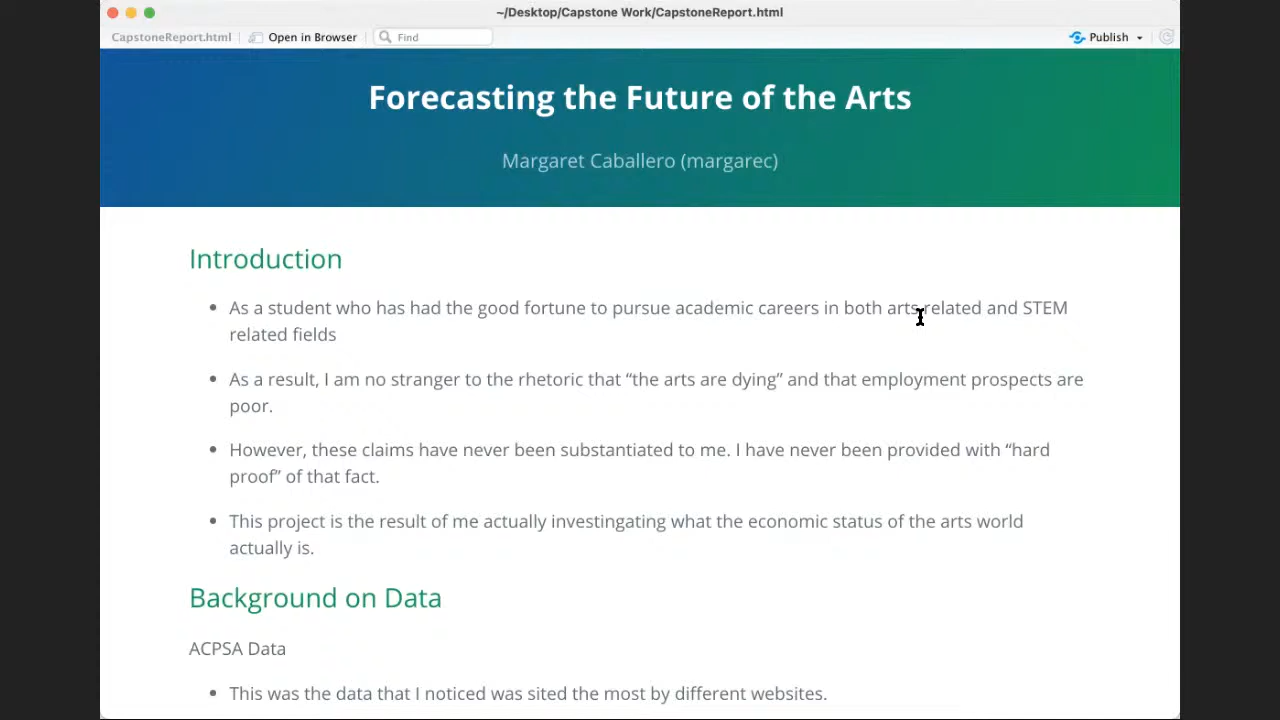 ~/Desktop/Capstone Work/CapstoneReport.html
CapstoneReport.html Open in Browser Find Publish
Forecasting the Future of the Arts
Margaret Caballero (margarec)
Introduction
• As a student who has had the good fortune to pursue academic careers in both arts related and STEM
related fields
• As a result, I am no stranger to the rhetoric that “the arts are dying” and that employment prospects are
poor.
• However, these claims have never been substantiated to me. I have never been provided with “hard
proof” of that fact.
• This project is the result of me actually investingating what the economic status of the arts world
actually is.
Background on Data
ACPSA Data
• This was the data that I noticed was sited the most by different websites.